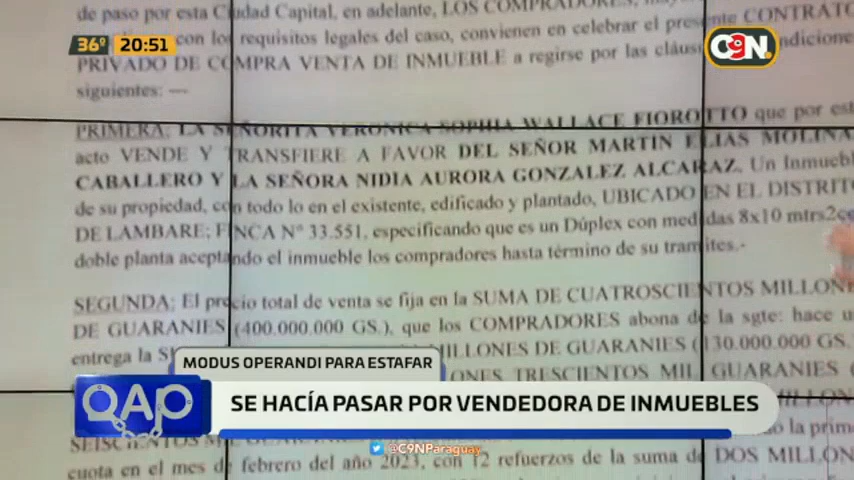 de paso por esta Ciudad Capital, en adelante, LOS COMPRADORES,
con los requisitos legales del caso, convienen en celebrar el presente CONTRATO
PRIVADO DE COMPRA VENTA DE INMUEBLE a regirse por las cláusulas
siguientes: ---
PRIMERA: LA SEÑORITA VERONICA SOPHIA WALLACE FIOROTTO que por este
acto VENDE Y TRANSFIERE A FAVOR DEL SEÑOR MARTIN ELIAS MOLINA
CABALLERO Y LA SEÑORA NIDIA AURORA GONZALEZ ALCARAZ. Un Inmueble
de su propiedad, con todo lo en el existente, edificado y plantado, UBICADO EN EL DISTRITO
DE LAMBARE; FINCA N° 33.551, especificando que es un Dúplex con medidas 8x10 mtrs2
doble planta aceptando el inmueble los compradores hasta término de su tramites.-
SEGUNDA: El precio total de venta se fija en la SUMA DE CUATROSCIENTOS MILLONES
DE GUARANIES (400.000.000 GS.), que los COMPRADORES abona de la sgte: hace
entrega la MILLONES DE GUARANIES (130.000.000 GS.
TRESCIENTOS MIL GUARANIES (
la prime
SEISCIENTOS
cuota en el mes de febrero del año 2023, con 12 refuerzos de la suma de DOS MILLON
36°
20:51
C9N
MODUS OPERANDI PARA ESTAFAR
QAP
SE HACÍA PASAR POR VENDEDORA DE INMUEBLES
@C9NParaguay